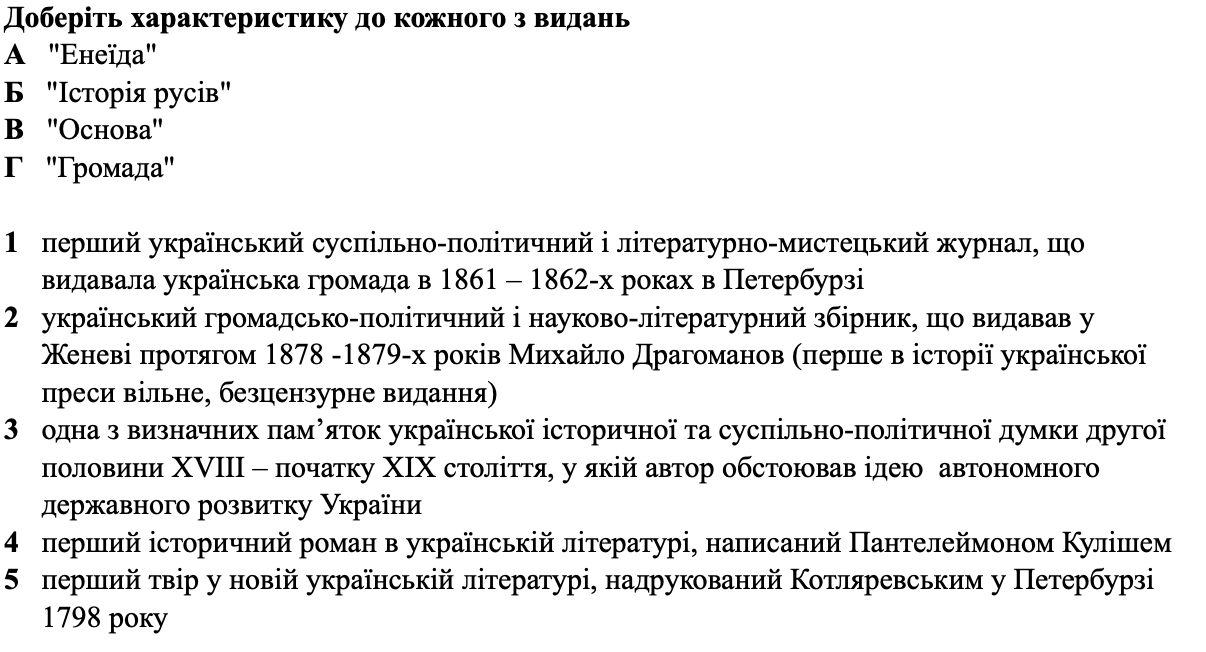 Доберіть характеристику до кожного з видань
А "Енеїда"
Б "Історія русів"
В "Основа"
Г "Громада"
1 перший український суспільно-політичний і літературно-мистецький журнал, що
видавала українська громада в 1861 – 1862-х роках в Петербурзі
2 український громадсько-політичний і науково-літературний збірник, що видавав у
Женеві протягом 1878 -1879-х років Михайло Драгоманов (перше в історії української
преси вільне, безцензурне видання)
3 одна з визначних пам’яток української історичної та суспільно-політичної думки другої
половини XVIII – початку XIX століття, у якій автор обстоював ідею автономного
державного розвитку України
4 перший історичний роман в українській літературі, написаний Пантелеймоном Кулішем
5 перший твір у новій українській літературі, надрукований Котляревським у Петербурзі
1798 року